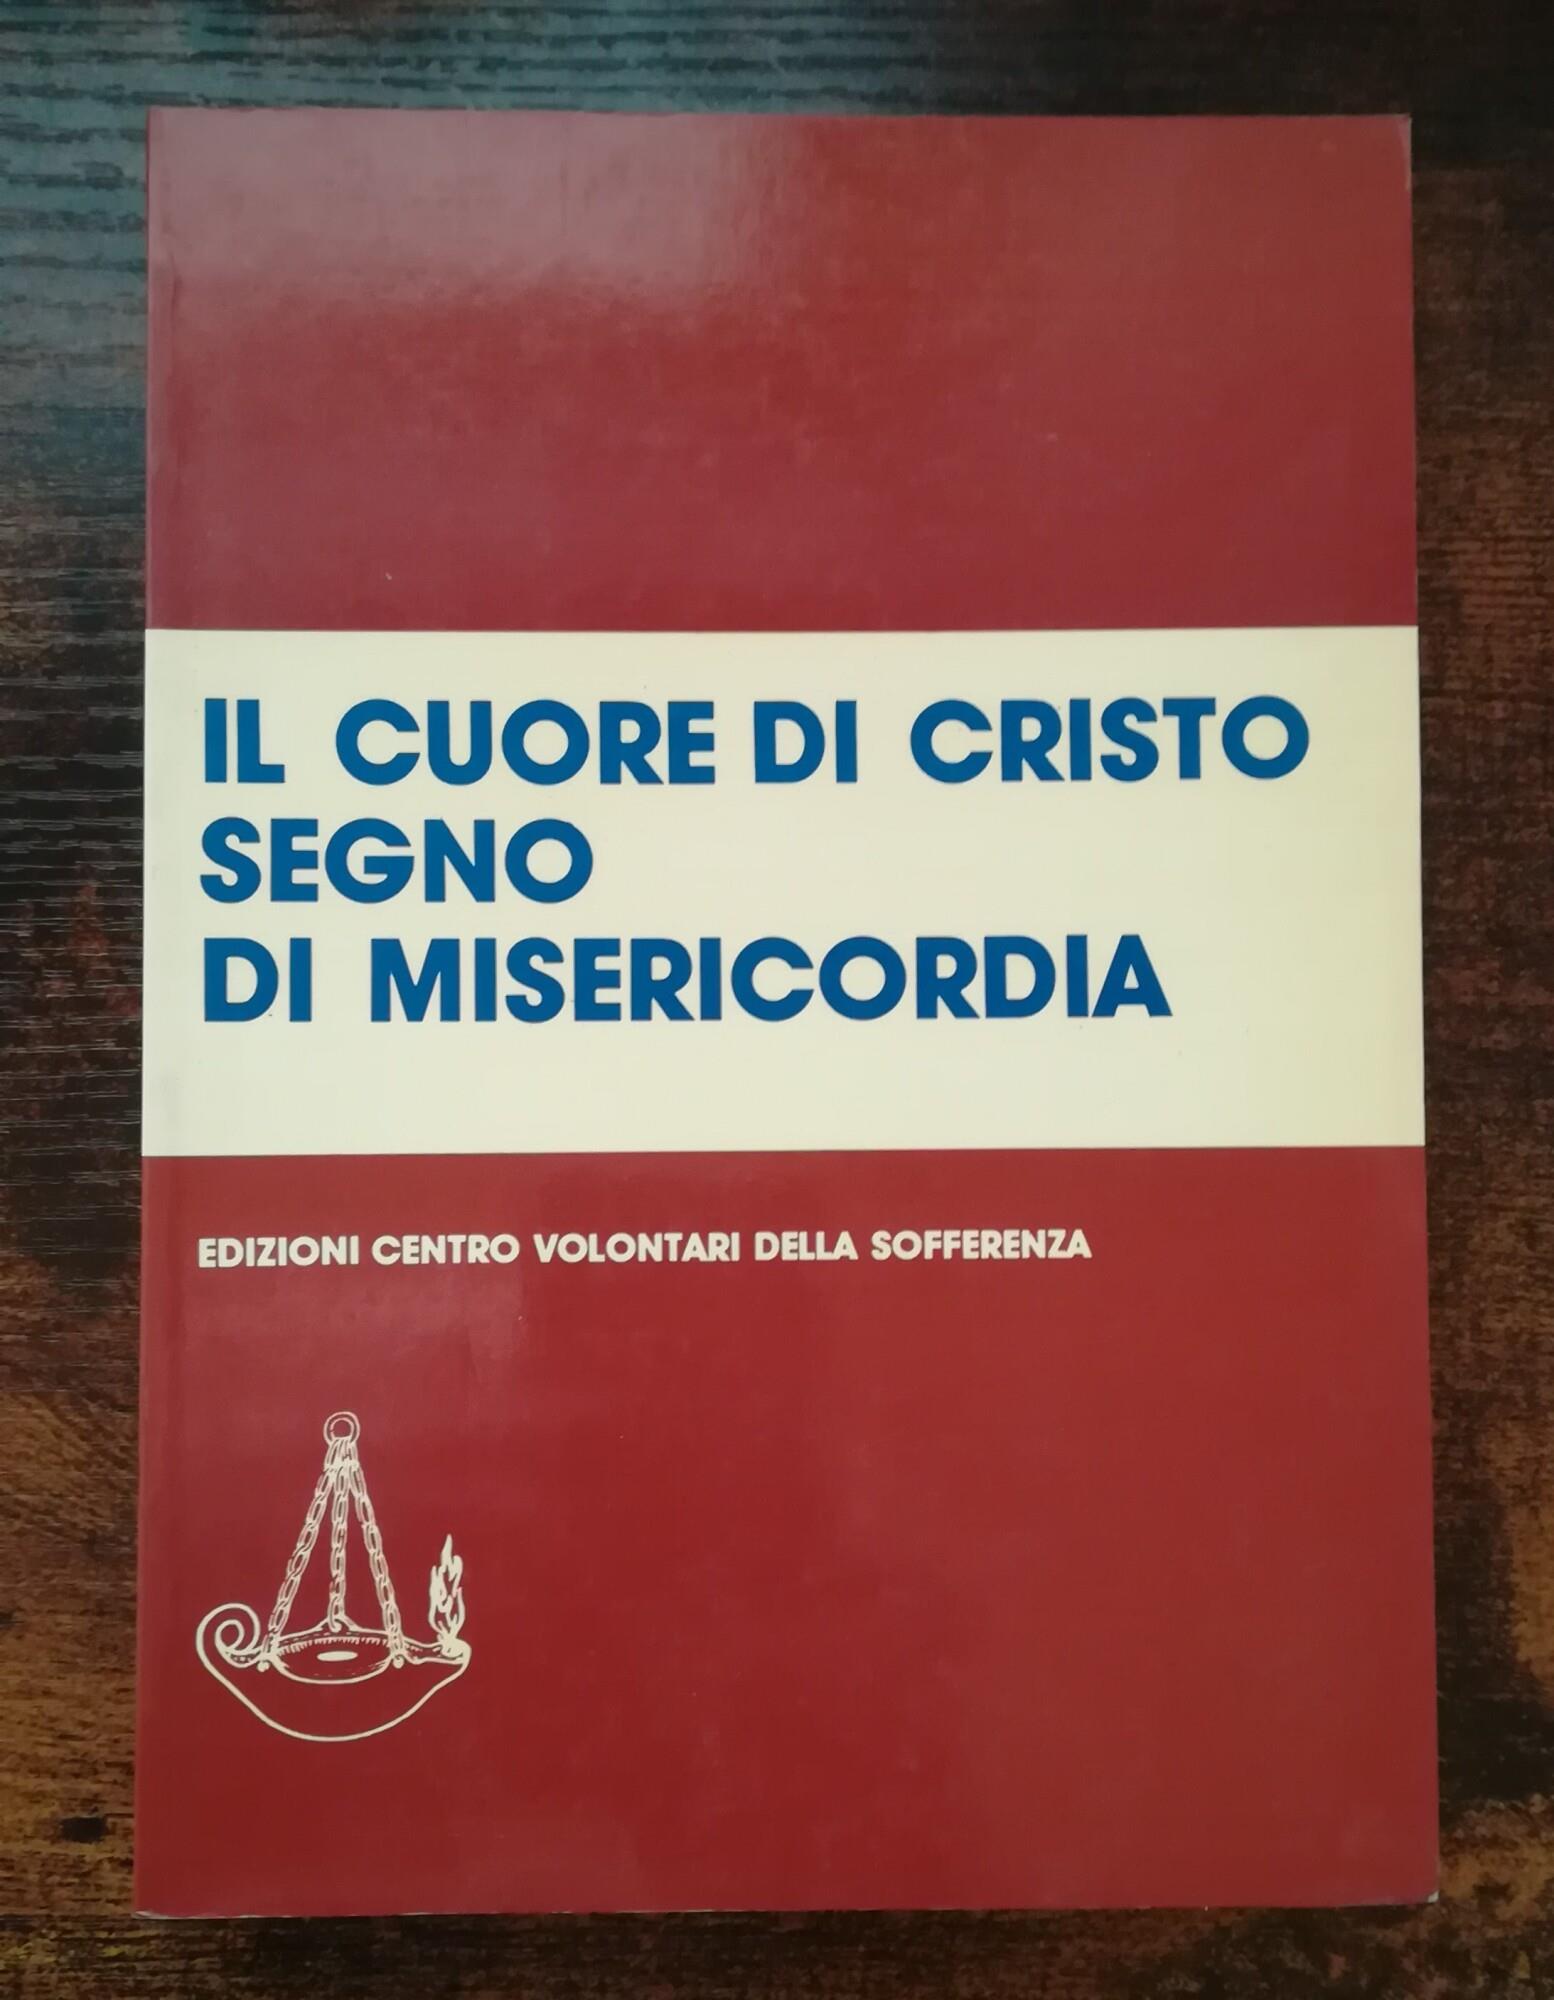 IL CUORE DI CRISTO
SEGNO
DI MISERICORDIA
EDIZIONI CENTRO VOLONTARI DELLA SOFFERENZA